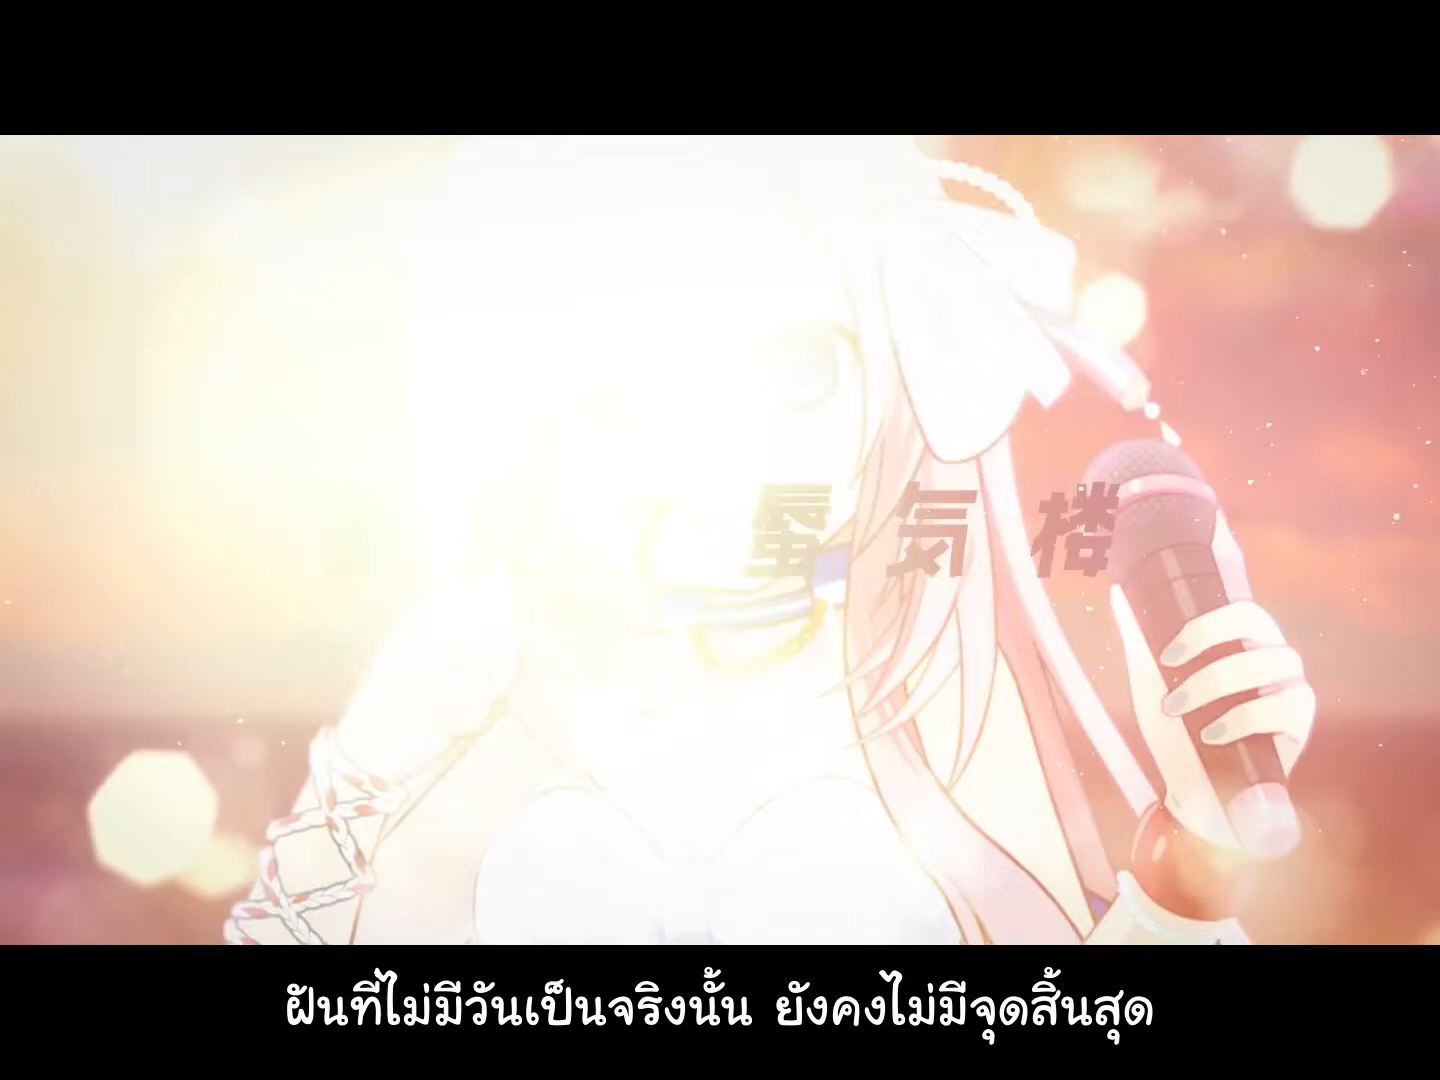 蜃気楼
ฝันที่ไม่มีวันเป็นจริงนั้น ยังคงไม่มีจุดสิ้นสุด